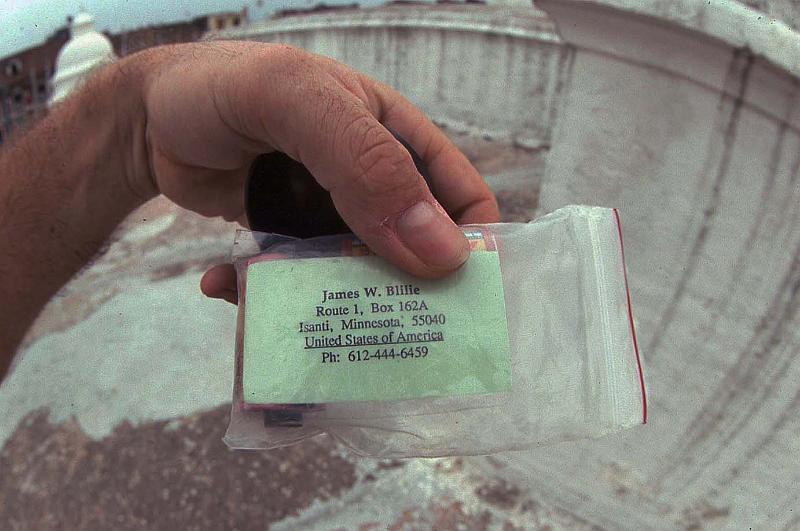 James W. Blilie
Route 1, Box 162A
Isanti, Minnesota, 55040
United States of America
Ph: 612-444-6459